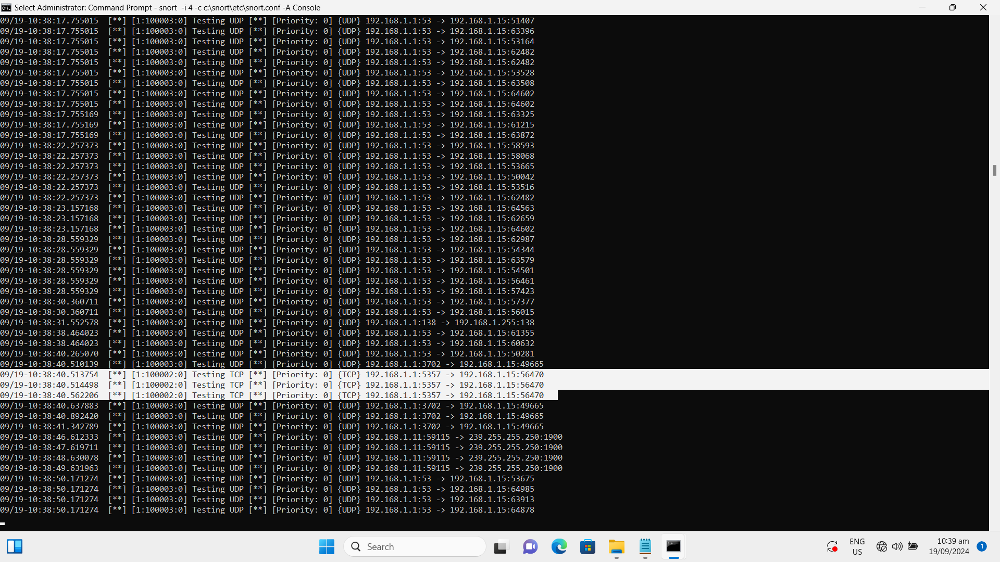 Select Administrator: Command Prompt - snort  -i 4 -c c:\snort\etc\snort.conf -A Console
09/19-10:38:17.755015  [**] [1:100003:0] Testing UDP [**] [Priority: 0] {UDP} 192.168.1.1:53 -> 192.168.1.15:51407
09/19-10:38:17.755015  [**] [1:100003:0] Testing UDP [**] [Priority: 0] {UDP} 192.168.1.1:53 -> 192.168.1.15:63396
09/19-10:38:17.755015  [**] [1:100003:0] Testing UDP [**] [Priority: 0] {UDP} 192.168.1.1:53 -> 192.168.1.15:53164
09/19-10:38:17.755015  [**] [1:100003:0] Testing UDP [**] [Priority: 0] {UDP} 192.168.1.1:53 -> 192.168.1.15:62482
09/19-10:38:17.755015  [**] [1:100003:0] Testing UDP [**] [Priority: 0] {UDP} 192.168.1.1:53 -> 192.168.1.15:62482
09/19-10:38:17.755015  [**] [1:100003:0] Testing UDP [**] [Priority: 0] {UDP} 192.168.1.1:53 -> 192.168.1.15:53528
09/19-10:38:17.755015  [**] [1:100003:0] Testing UDP [**] [Priority: 0] {UDP} 192.168.1.1:53 -> 192.168.1.15:63508
09/19-10:38:17.755015  [**] [1:100003:0] Testing UDP [**] [Priority: 0] {UDP} 192.168.1.1:53 -> 192.168.1.15:64602
09/19-10:38:17.755015  [**] [1:100003:0] Testing UDP [**] [Priority: 0] {UDP} 192.168.1.1:53 -> 192.168.1.15:64602
09/19-10:38:17.755169  [**] [1:100003:0] Testing UDP [**] [Priority: 0] {UDP} 192.168.1.1:53 -> 192.168.1.15:63325
09/19-10:38:17.755169  [**] [1:100003:0] Testing UDP [**] [Priority: 0] {UDP} 192.168.1.1:53 -> 192.168.1.15:61215
09/19-10:38:17.755169  [**] [1:100003:0] Testing UDP [**] [Priority: 0] {UDP} 192.168.1.1:53 -> 192.168.1.15:63872
09/19-10:38:22.257373  [**] [1:100003:0] Testing UDP [**] [Priority: 0] {UDP} 192.168.1.1:53 -> 192.168.1.15:58593
09/19-10:38:22.257373  [**] [1:100003:0] Testing UDP [**] [Priority: 0] {UDP} 192.168.1.1:53 -> 192.168.1.15:58068
09/19-10:38:22.257373  [**] [1:100003:0] Testing UDP [**] [Priority: 0] {UDP} 192.168.1.1:53 -> 192.168.1.15:53665
09/19-10:38:22.257373  [**] [1:100003:0] Testing UDP [**] [Priority: 0] {UDP} 192.168.1.1:53 -> 192.168.1.15:50042
09/19-10:38:22.257373  [**] [1:100003:0] Testing UDP [**] [Priority: 0] {UDP} 192.168.1.1:53 -> 192.168.1.15:53516
09/19-10:38:22.257373  [**] [1:100003:0] Testing UDP [**] [Priority: 0] {UDP} 192.168.1.1:53 -> 192.168.1.15:62482
09/19-10:38:23.157168  [**] [1:100003:0] Testing UDP [**] [Priority: 0] {UDP} 192.168.1.1:53 -> 192.168.1.15:64563
09/19-10:38:23.157168  [**] [1:100003:0] Testing UDP [**] [Priority: 0] {UDP} 192.168.1.1:53 -> 192.168.1.15:62659
09/19-10:38:23.157168  [**] [1:100003:0] Testing UDP [**] [Priority: 0] {UDP} 192.168.1.1:53 -> 192.168.1.15:64602
09/19-10:38:28.559329  [**] [1:100003:0] Testing UDP [**] [Priority: 0] {UDP} 192.168.1.1:53 -> 192.168.1.15:62987
09/19-10:38:28.559329  [**] [1:100003:0] Testing UDP [**] [Priority: 0] {UDP} 192.168.1.1:53 -> 192.168.1.15:54344
09/19-10:38:28.559329  [**] [1:100003:0] Testing UDP [**] [Priority: 0] {UDP} 192.168.1.1:53 -> 192.168.1.15:63579
09/19-10:38:28.559329  [**] [1:100003:0] Testing UDP [**] [Priority: 0] {UDP} 192.168.1.1:53 -> 192.168.1.15:54501
09/19-10:38:28.559329  [**] [1:100003:0] Testing UDP [**] [Priority: 0] {UDP} 192.168.1.1:53 -> 192.168.1.15:56461
09/19-10:38:28.559329  [**] [1:100003:0] Testing UDP [**] [Priority: 0] {UDP} 192.168.1.1:53 -> 192.168.1.15:57423
09/19-10:38:30.360711  [**] [1:100003:0] Testing UDP [**] [Priority: 0] {UDP} 192.168.1.1:53 -> 192.168.1.15:57377
09/19-10:38:30.360711  [**] [1:100003:0] Testing UDP [**] [Priority: 0] {UDP} 192.168.1.1:53 -> 192.168.1.15:56015
09/19-10:38:31.552578  [**] [1:100003:0] Testing UDP [**] [Priority: 0] {UDP} 192.168.1.1:138 -> 192.168.1.255:138
09/19-10:38:38.464023  [**] [1:100003:0] Testing UDP [**] [Priority: 0] {UDP} 192.168.1.1:53 -> 192.168.1.15:61355
09/19-10:38:38.464023  [**] [1:100003:0] Testing UDP [**] [Priority: 0] {UDP} 192.168.1.1:53 -> 192.168.1.15:60632
09/19-10:38:40.265070  [**] [1:100003:0] Testing UDP [**] [Priority: 0] {UDP} 192.168.1.1:53 -> 192.168.1.15:50281
09/19-10:38:40.510139  [**] [1:100003:0] Testing UDP [**] [Priority: 0] {UDP} 192.168.1.1:3702 -> 192.168.1.15:49665
09/19-10:38:40.513754  [**] [1:100002:0] Testing TCP [**] [Priority: 0] {TCP} 192.168.1.1:5357 -> 192.168.1.15:56470
09/19-10:38:40.514498  [**] [1:100002:0] Testing TCP [**] [Priority: 0] {TCP} 192.168.1.1:5357 -> 192.168.1.15:56470
09/19-10:38:40.562206  [**] [1:100002:0] Testing TCP [**] [Priority: 0] {TCP} 192.168.1.1:5357 -> 192.168.1.15:56470
09/19-10:38:40.637883  [**] [1:100003:0] Testing UDP [**] [Priority: 0] {UDP} 192.168.1.1:3702 -> 192.168.1.15:49665
09/19-10:38:40.892420  [**] [1:100003:0] Testing UDP [**] [Priority: 0] {UDP} 192.168.1.1:3702 -> 192.168.1.15:49665
09/19-10:38:41.342789  [**] [1:100003:0] Testing UDP [**] [Priority: 0] {UDP} 192.168.1.1:3702 -> 192.168.1.15:49665
09/19-10:38:46.612333  [**] [1:100003:0] Testing UDP [**] [Priority: 0] {UDP} 192.168.1.11:59115 -> 239.255.255.250:1900
09/19-10:38:47.619711  [**] [1:100003:0] Testing UDP [**] [Priority: 0] {UDP} 192.168.1.11:59115 -> 239.255.255.250:1900
09/19-10:38:48.630078  [**] [1:100003:0] Testing UDP [**] [Priority: 0] {UDP} 192.168.1.11:59115 -> 239.255.255.250:1900
09/19-10:38:49.631963  [**] [1:100003:0] Testing UDP [**] [Priority: 0] {UDP} 192.168.1.11:59115 -> 239.255.255.250:1900
09/19-10:38:50.171274  [**] [1:100003:0] Testing UDP [**] [Priority: 0] {UDP} 192.168.1.1:53 -> 192.168.1.15:53675
09/19-10:38:50.171274  [**] [1:100003:0] Testing UDP [**] [Priority: 0] {UDP} 192.168.1.1:53 -> 192.168.1.15:64985
09/19-10:38:50.171274  [**] [1:100003:0] Testing UDP [**] [Priority: 0] {UDP} 192.168.1.1:53 -> 192.168.1.15:63913
09/19-10:38:50.171274  [**] [1:100003:0] Testing UDP [**] [Priority: 0] {UDP} 192.168.1.1:53 -> 192.168.1.15:64878
Search
ENG
US
10:39 am
19/09/2024
1